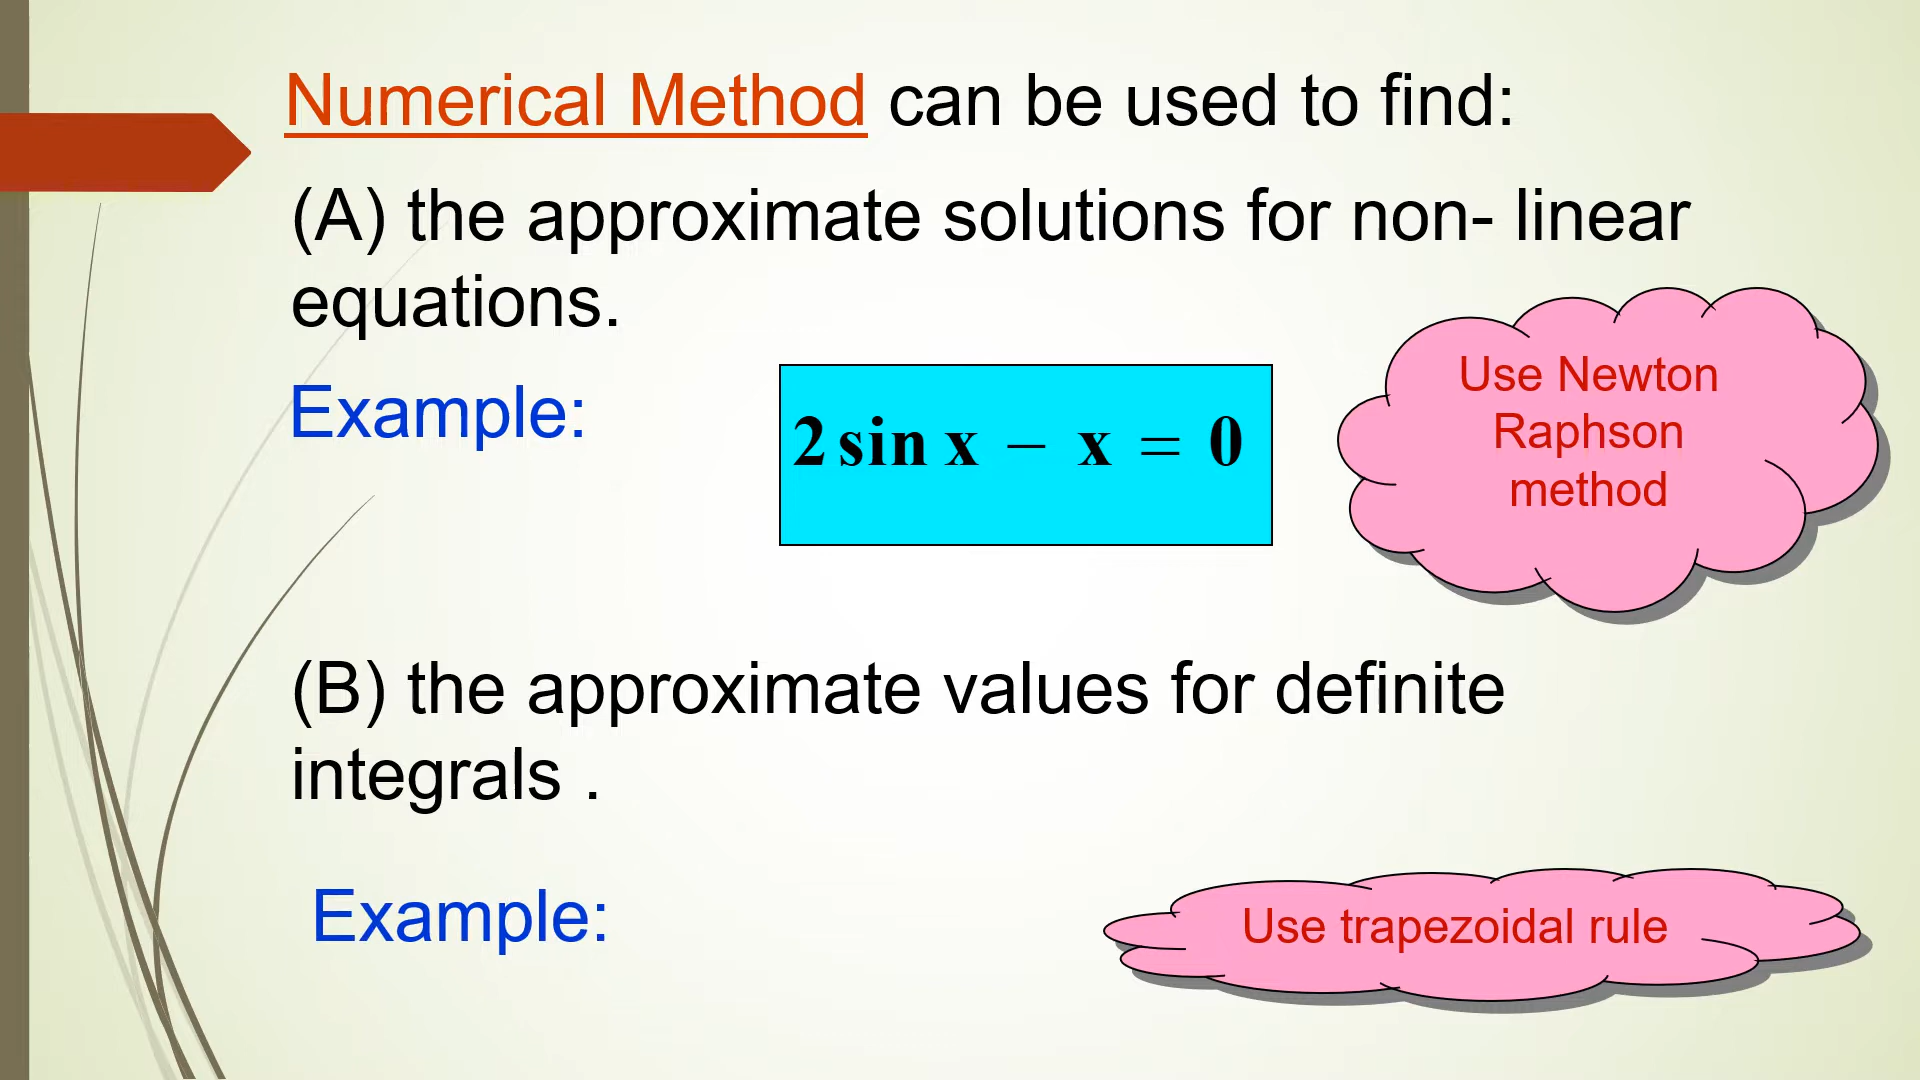 Numerical Method can be used to find:
(A) the approximate solutions for non- linear
equations.
Example:
2 sin x − x = 0
Use Newton
Raphson
method
(B) the approximate values for definite
integrals .
Example:
Use trapezoidal rule